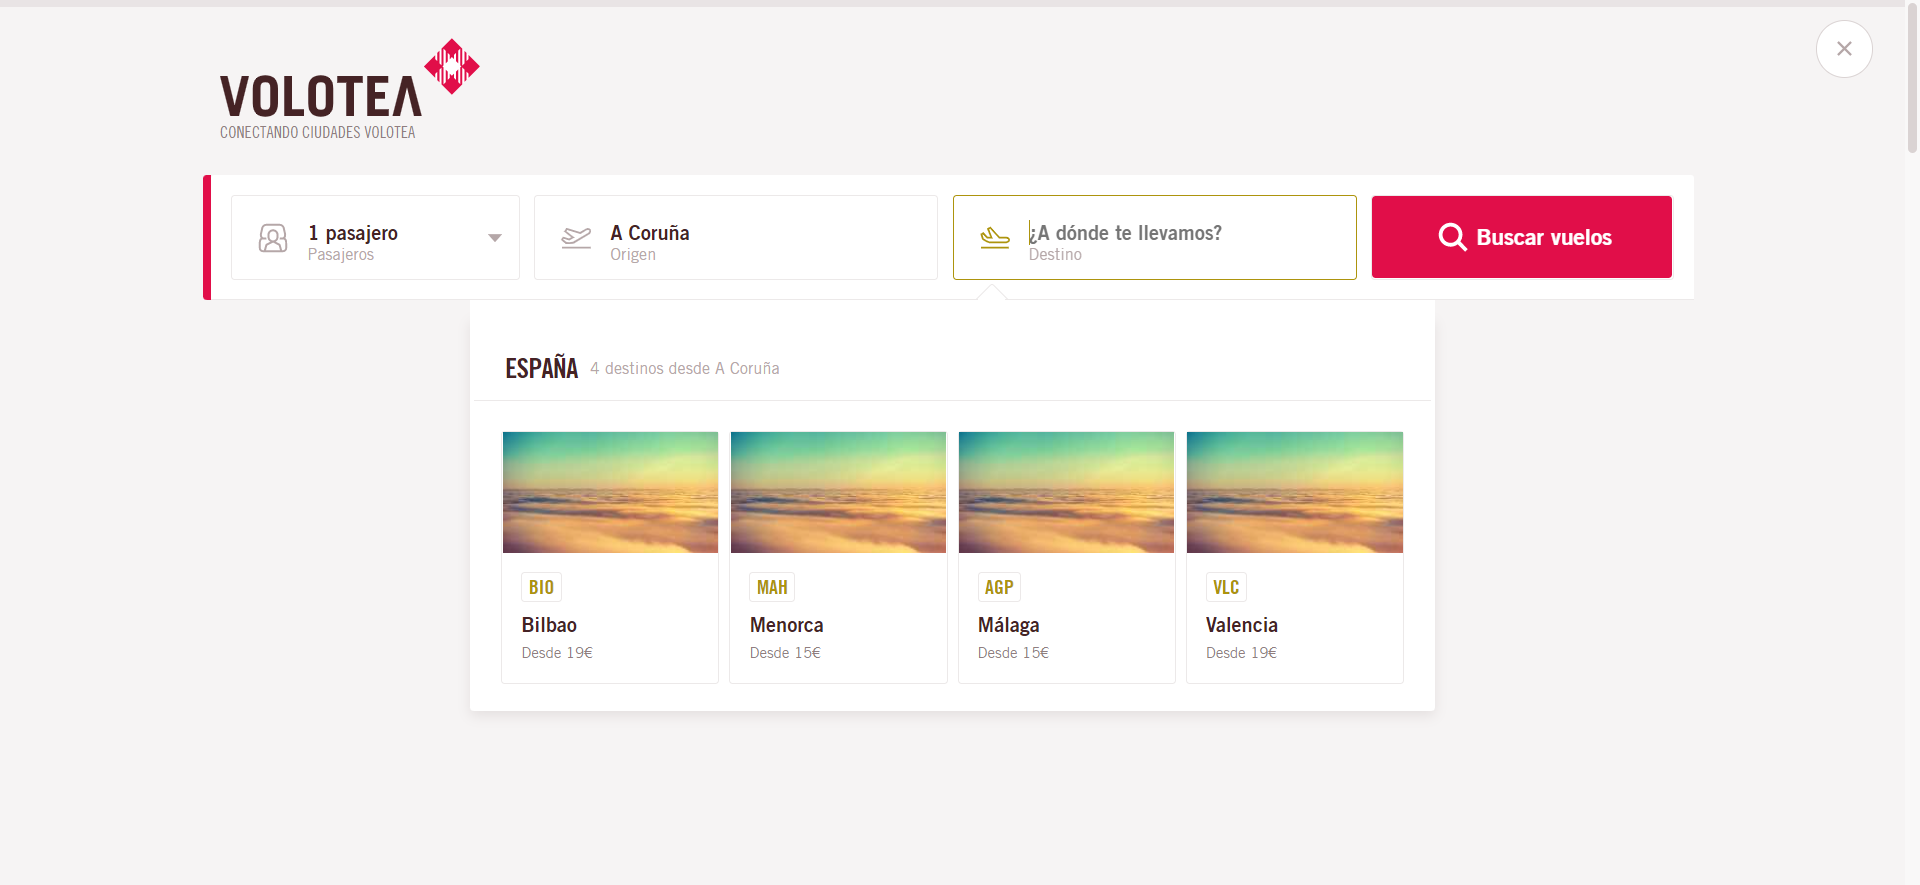 VOLOTEA
CONECTANDO CIUDADES VOLOTEA
1 pasajero
Pasajeros
A Coruña
Origen
¿A dónde te llevamos?
Destino
Buscar vuelos
ESPAÑA 4 destinos desde A Coruña
BIO
Bilbao
Desde 19€
MAH
Menorca
Desde 15€
AGP
Málaga
Desde 15€
VLC
Valencia
Desde 19€